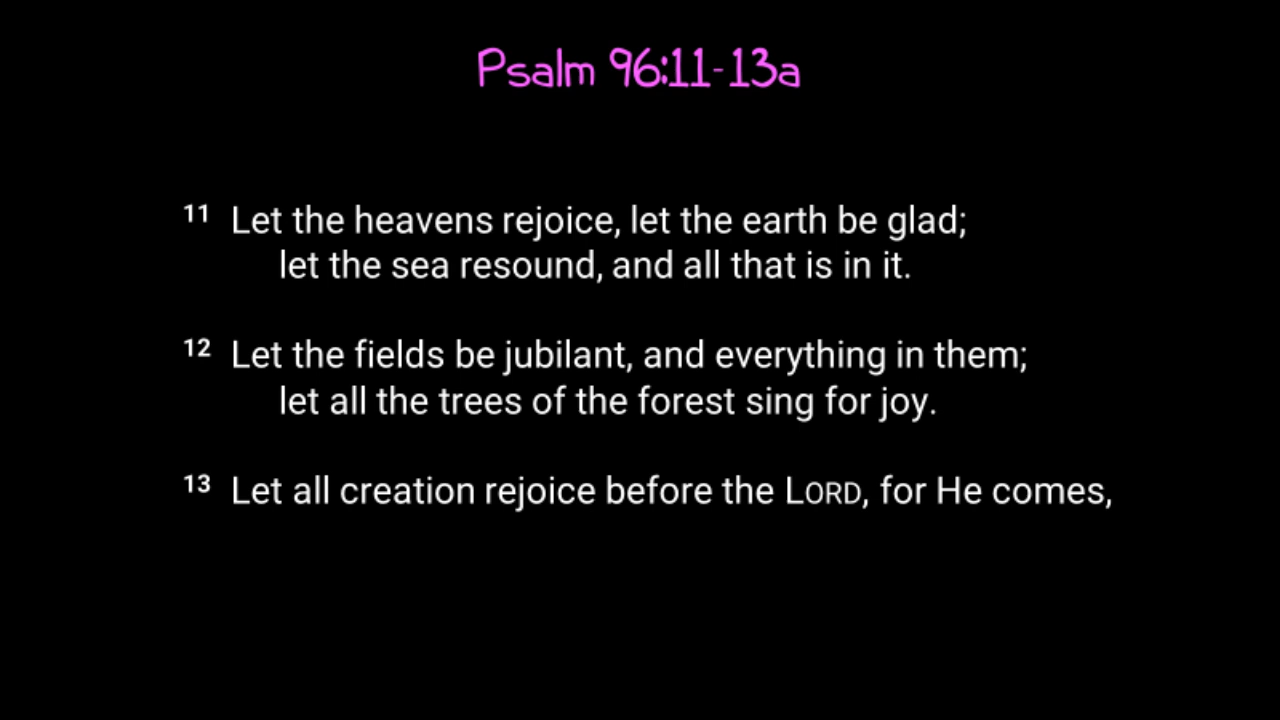 Psalm 96:11-13a
11 Let the heavens rejoice, let the earth be glad;
let the sea resound, and all that is in it.
12 Let the fields be jubilant, and everything in them;
let all the trees of the forest sing for joy.
13 Let all creation rejoice before the LORD, for He comes,